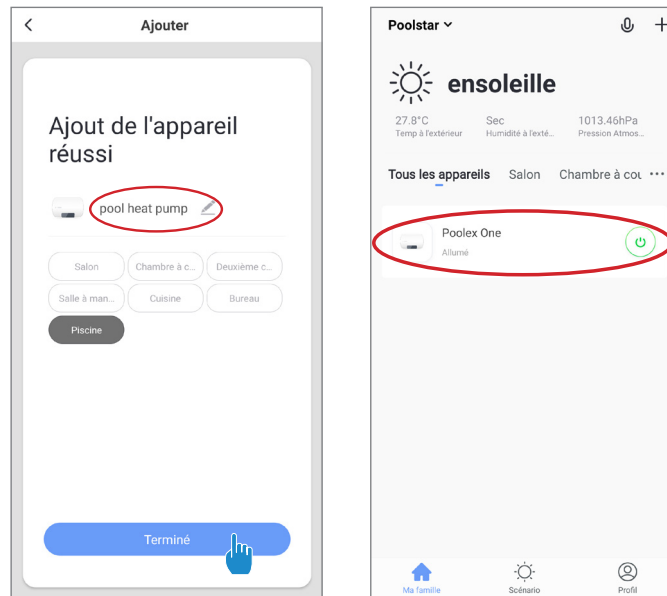 Ajouter
Ajout de l'appareil
réussi
pool heat pump
Salon
Chambre à c...
Deuxième c...
Salle à man...
Cuisine
Bureau
Piscine
Terminé
Poolstar
ensoleille
27.8°C
Sec
1013.46hPa
Temp à l'extérieur
Humidité à l'exté...
Pression Atmos...
Tous les appareils
Salon
Chambre à cou
Poolex One
Allumé
Ma famille
Scénario
Profil